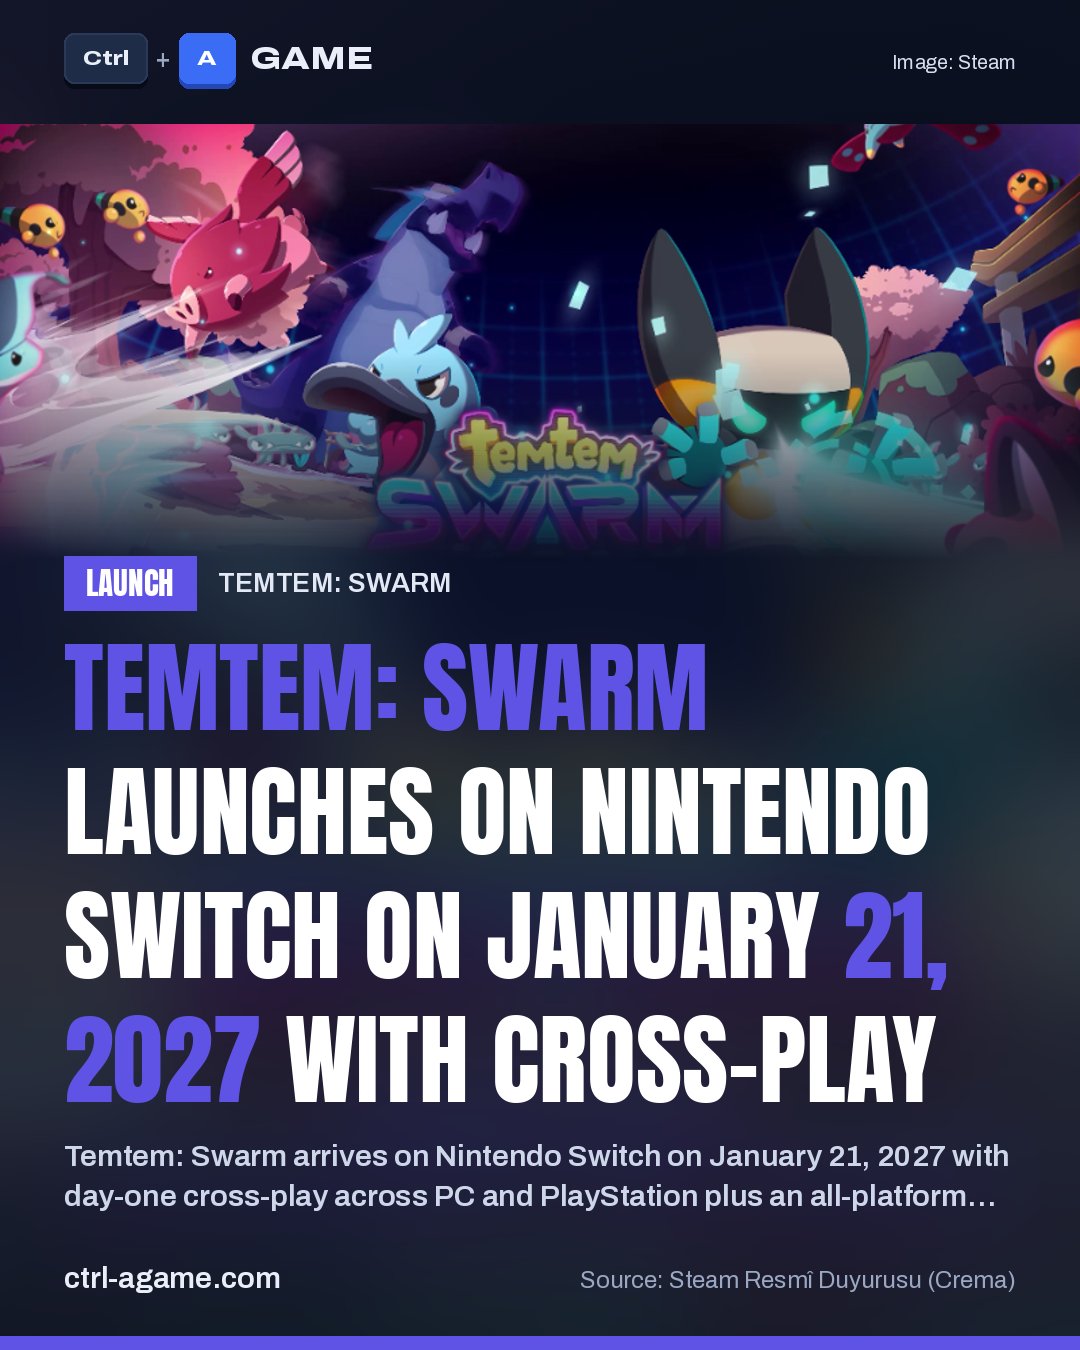 Ctrl + A GAME
Image: Steam
temtem
SWARM
LAUNCH TEMTEM: SWARM
TEMTEM: SWARM
LAUNCHES ON NINTENDO
SWITCH ON JANUARY 21,
2027 WITH CROSS-PLAY
Temtem: Swarm arrives on Nintendo Switch on January 21, 2027 with
day-one cross-play across PC and PlayStation plus an all-platform...
ctrl-agame.com
Source: Steam Resmî Duyurusu (Crema)